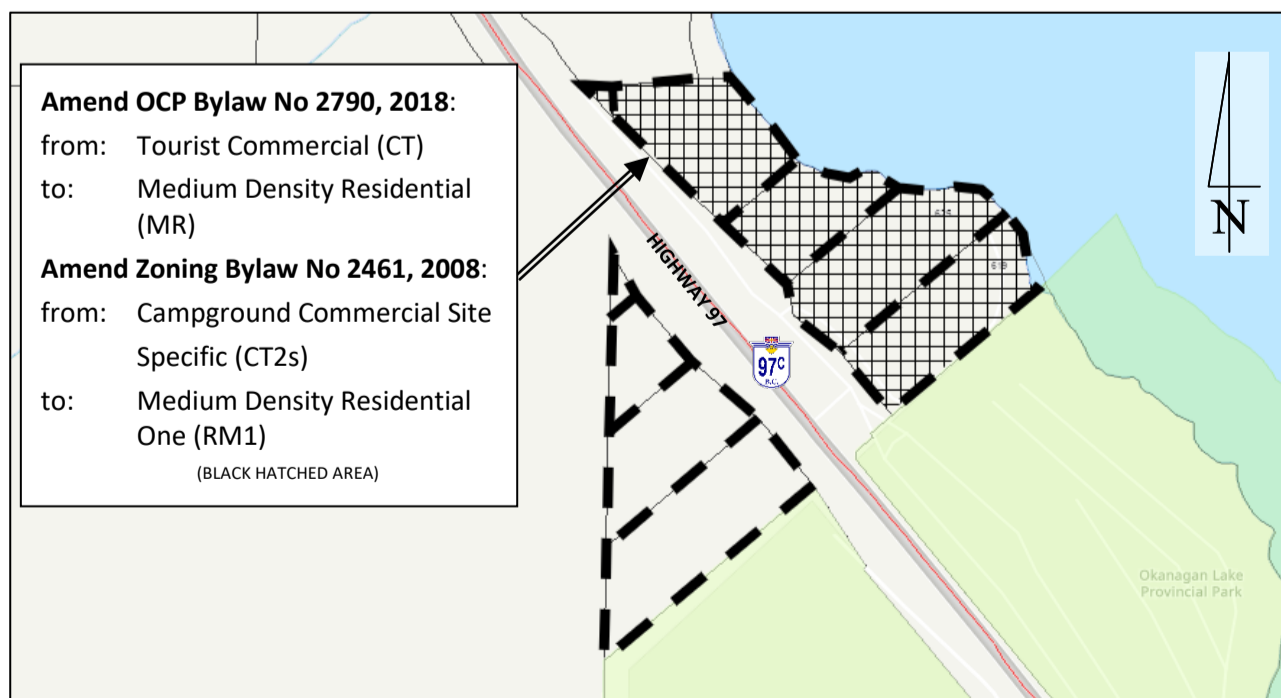 Amend OCP Bylaw No 2790, 2018:
from: Tourist Commercial (CT)
to: Medium Density Residential
(MR)
Amend Zoning Bylaw No 2461, 2008:
from: Campground Commercial Site
Specific (CT2s)
to: Medium Density Residential
One (RM1)
(BLACK HATCHED AREA)
HIGHWAY 97
97C
B.C.
619
N
Okanagan Lake
Provincial Park